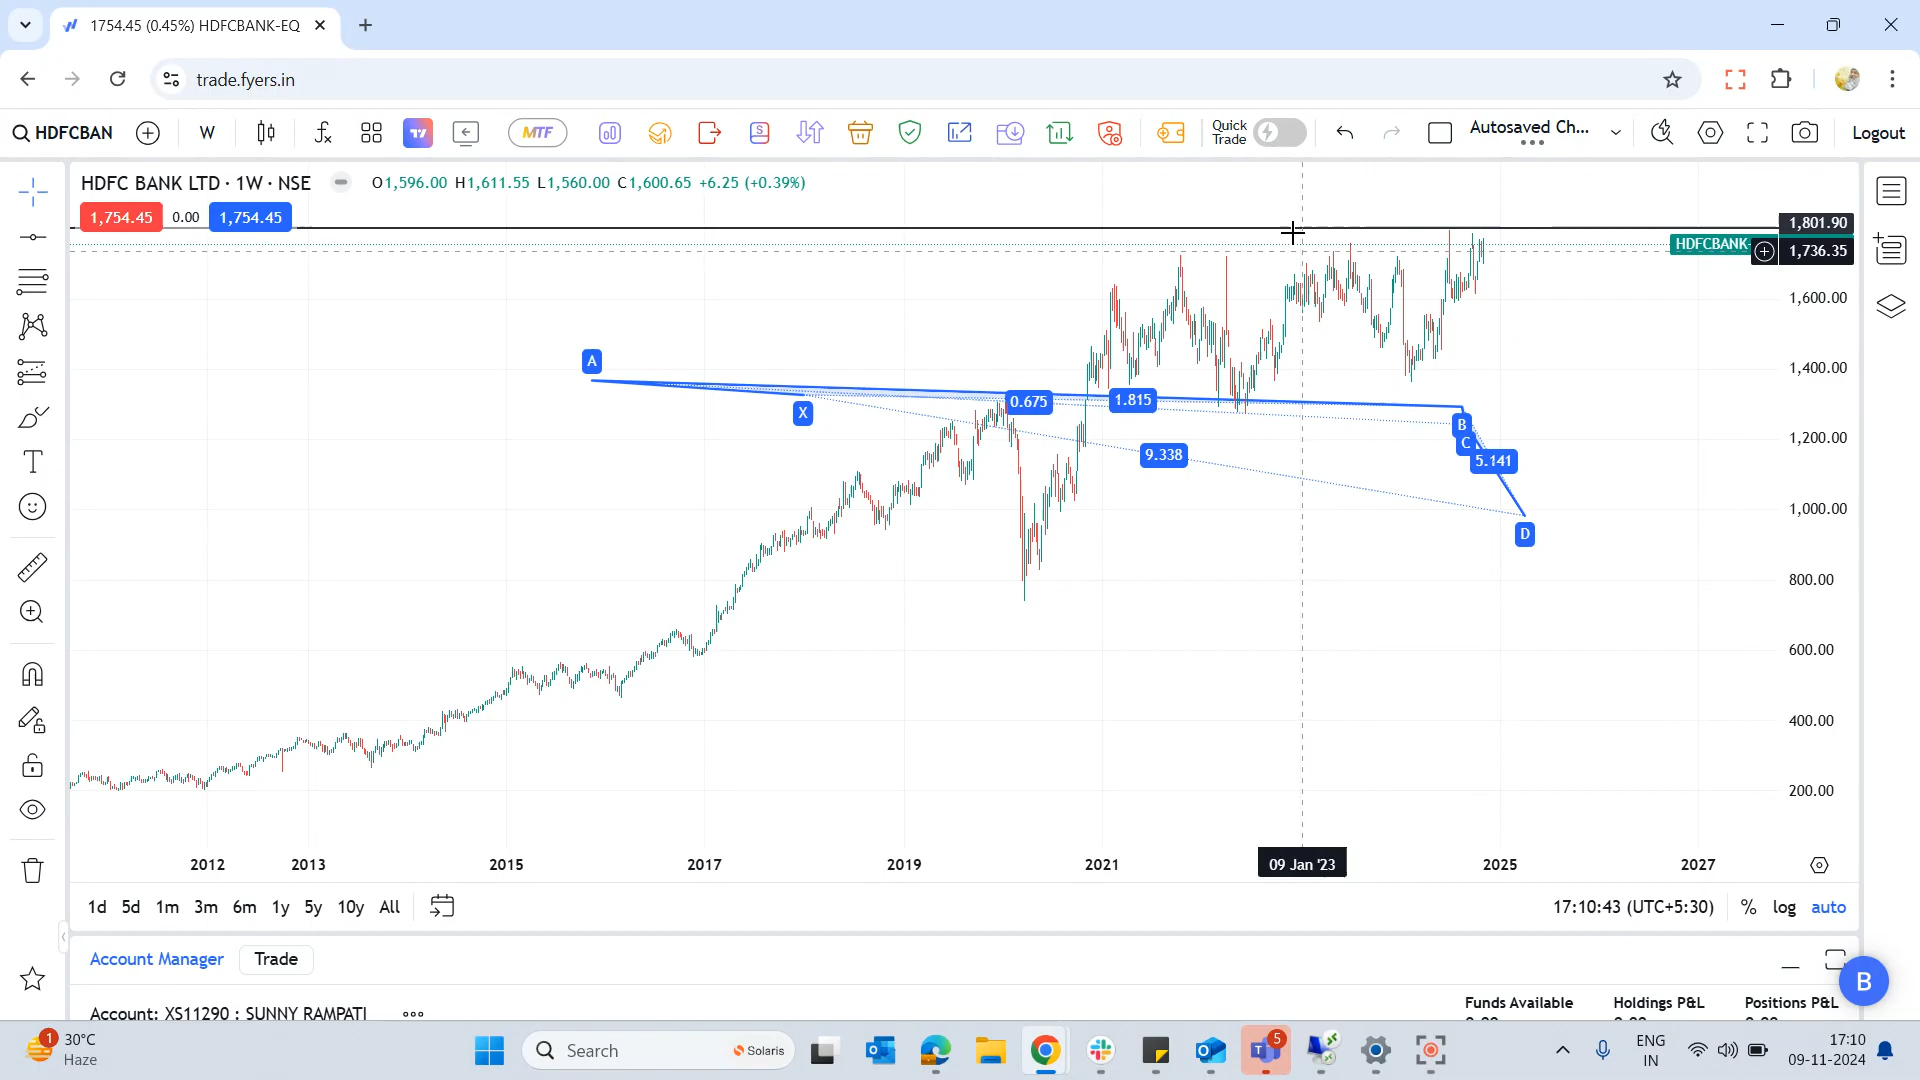 1754.45 (0.45%) HDFCBANK-EQ
trade.fyers.in
HDFCBAN
W
MTF
S
Quick
Trade
Autosaved Ch...
Logout
HDFC BANK LTD · 1W · NSE
O1,596.00 H1,611.55 L1,560.00 C1,600.65 +6.25 (+0.39%)
1,754.45 0.00 1,754.45
1,801.90
HDFCBANK-
1,736.35
1,600.00
1,400.00
1,200.00
1,000.00
800.00
600.00
400.00
200.00
A
X
0.675
1.815
B
C
9.338
5.141
D
2012 2013 2015 2017 2019 2021 09 Jan '23 2025 2027
1d 5d 1m 3m 6m 1y 5y 10y All
17:10:43 (UTC+5:30) % log auto
Account Manager Trade
B
Account: XS11290 : SUNNY RAMPATI
Funds Available Holdings P&L Positions P&L
1
30°C
Haze
Search
Solaris
5
ENG
IN
17:10
09-11-2024